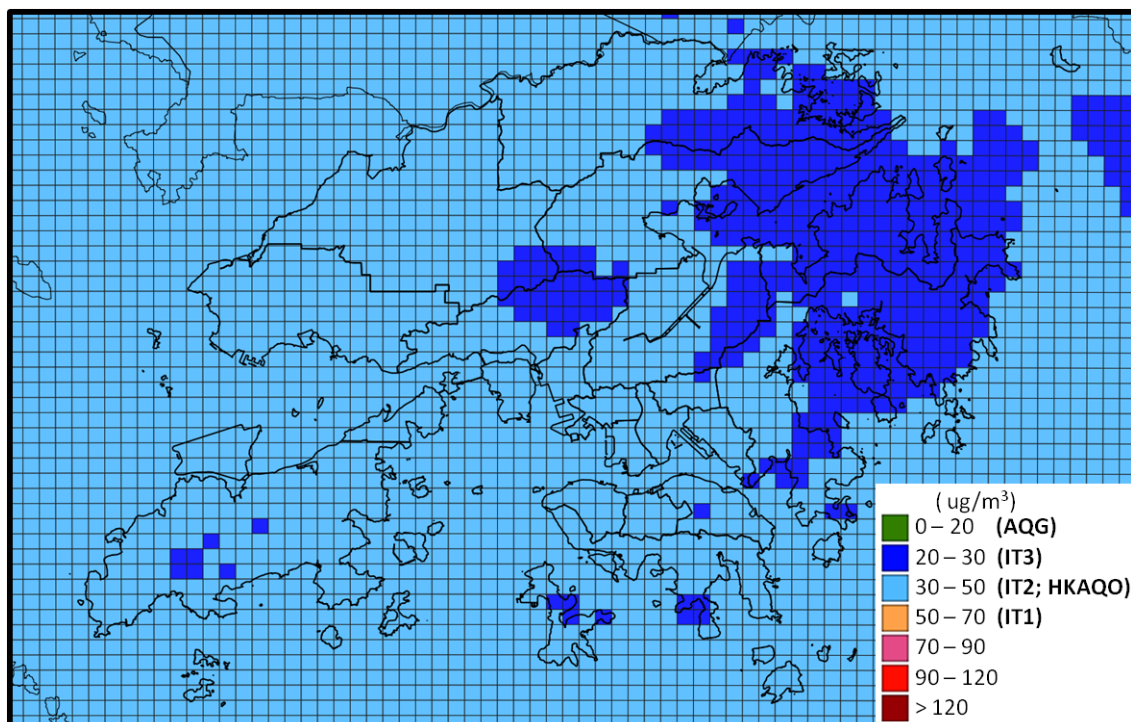 ( ug/m³)
0 – 20 (AQG)
20 – 30 (IT3)
30 – 50 (IT2; HKAQO)
50 – 70 (IT1)
70 – 90
90 – 120
> 120